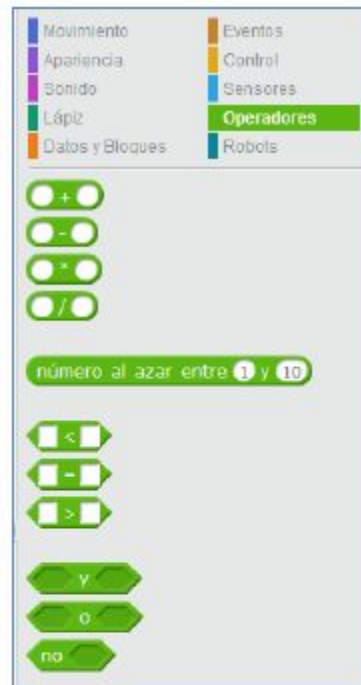 Movimiento
Eventos
Apariencia
Control
Sonido
Sensores
Lápiz
Operadores
Datos y Bloques
Robots
+
-
*
/
número al azar entre 1 y 10
<
=
>
y
o
no